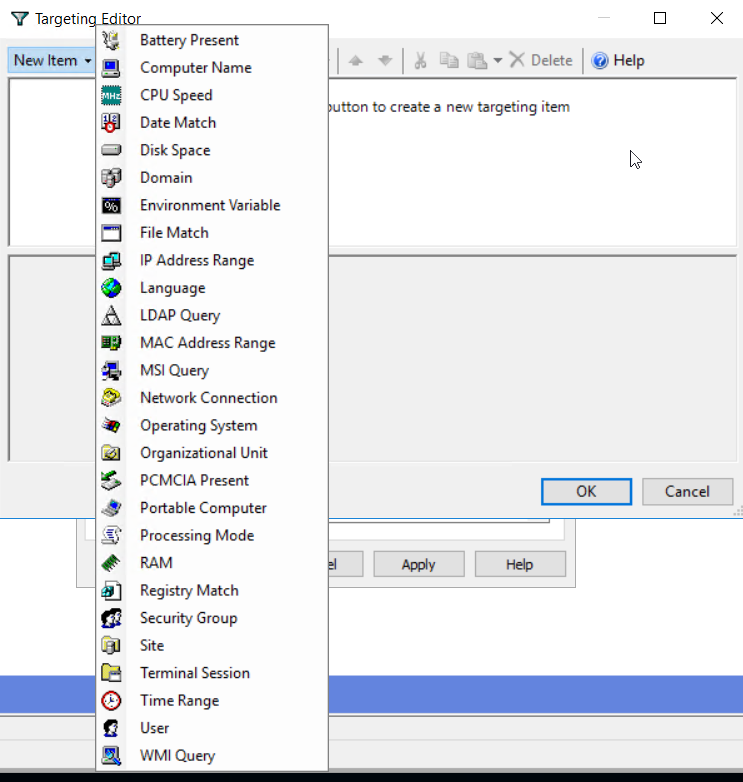 Targeting Editor
New Item
Delete
Help
button to create a new targeting item
Battery Present
Computer Name
CPU Speed
MHz
Date Match
Disk Space
Domain
Environment Variable
%
File Match
IP Address Range
Language
LDAP Query
MAC Address Range
MSI Query
Network Connection
Operating System
Organizational Unit
PCMCIA Present
Portable Computer
Processing Mode
RAM
Registry Match
Security Group
Site
Terminal Session
Time Range
User
WMI Query
OK
Cancel
el
Apply
Help